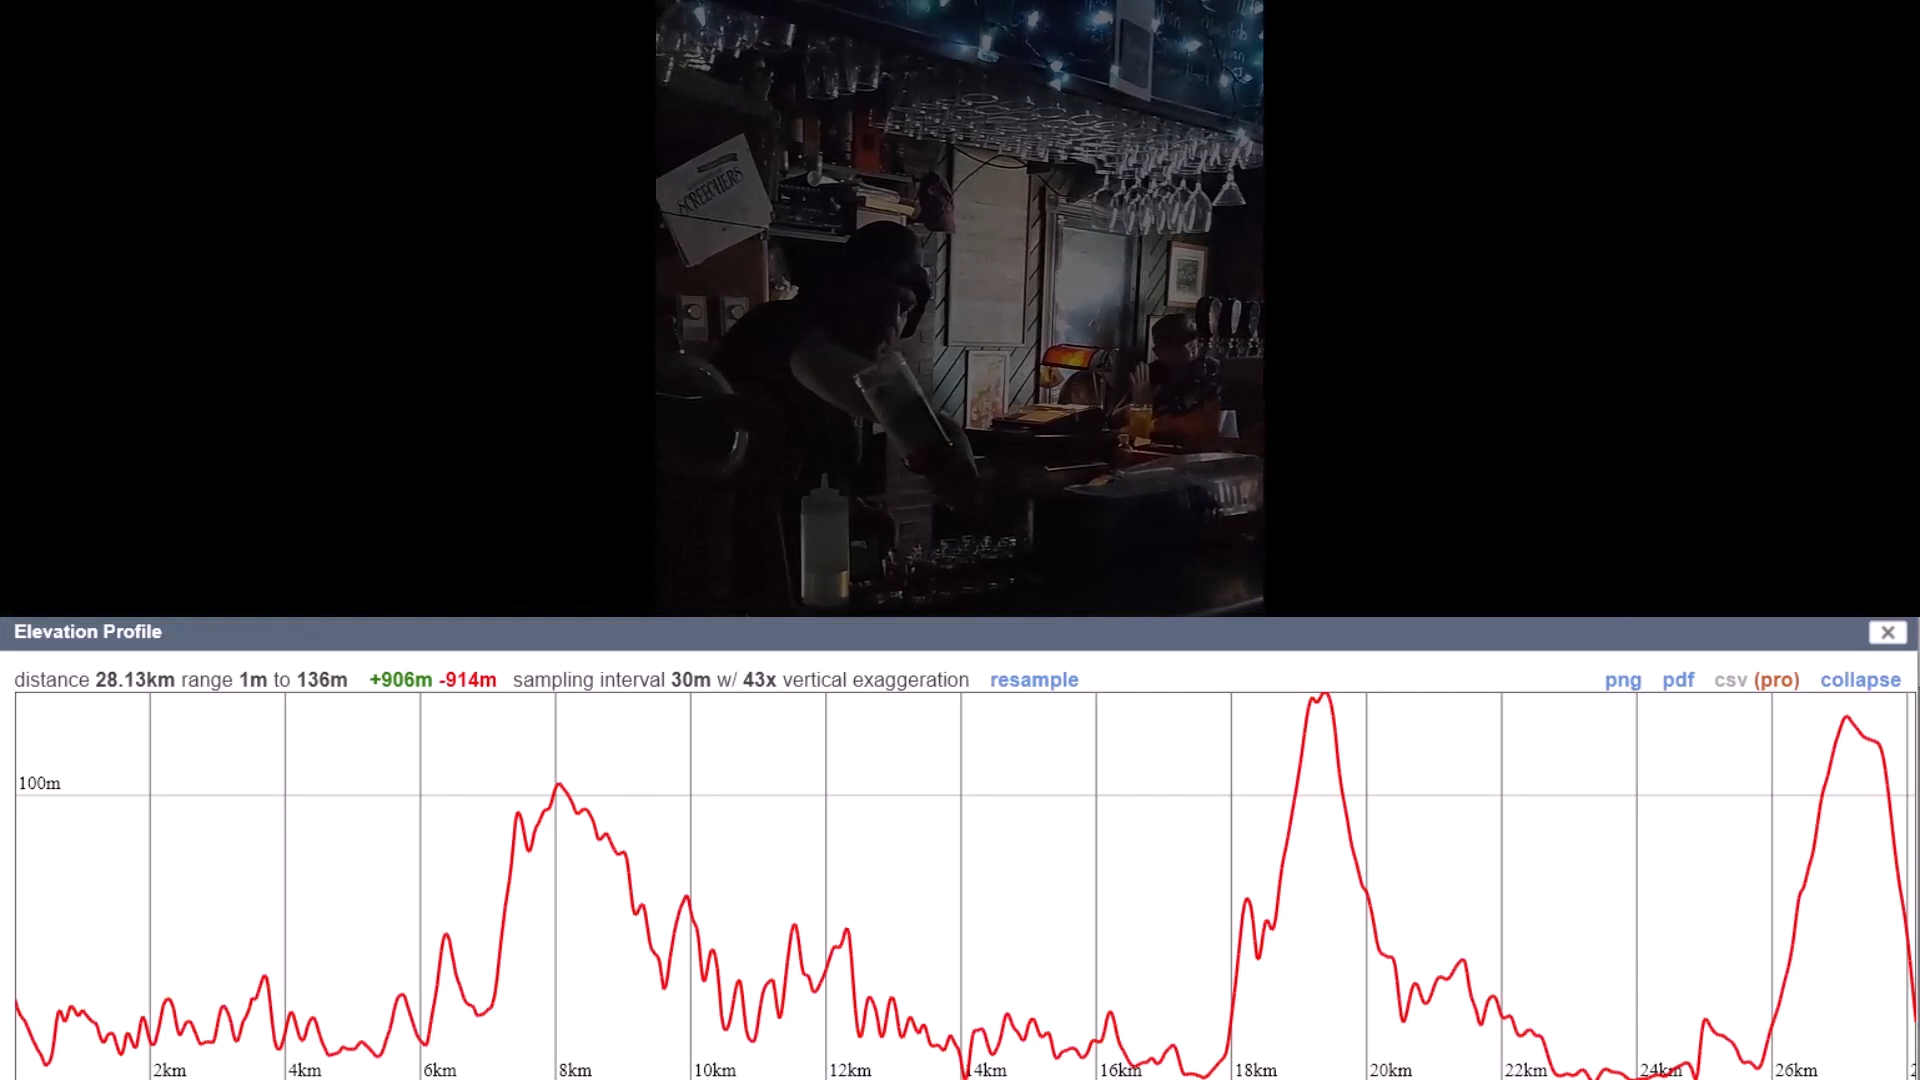 SCREECHERS
Elevation Profile
distance 28.13km range 1m to 136m +906m -914m sampling interval 30m w/ 43x vertical exaggeration resample png pdf csv (pro) collapse
100m
2km 4km 6km 8km 10km 12km 14km 16km 18km 20km 22km 24km 26km